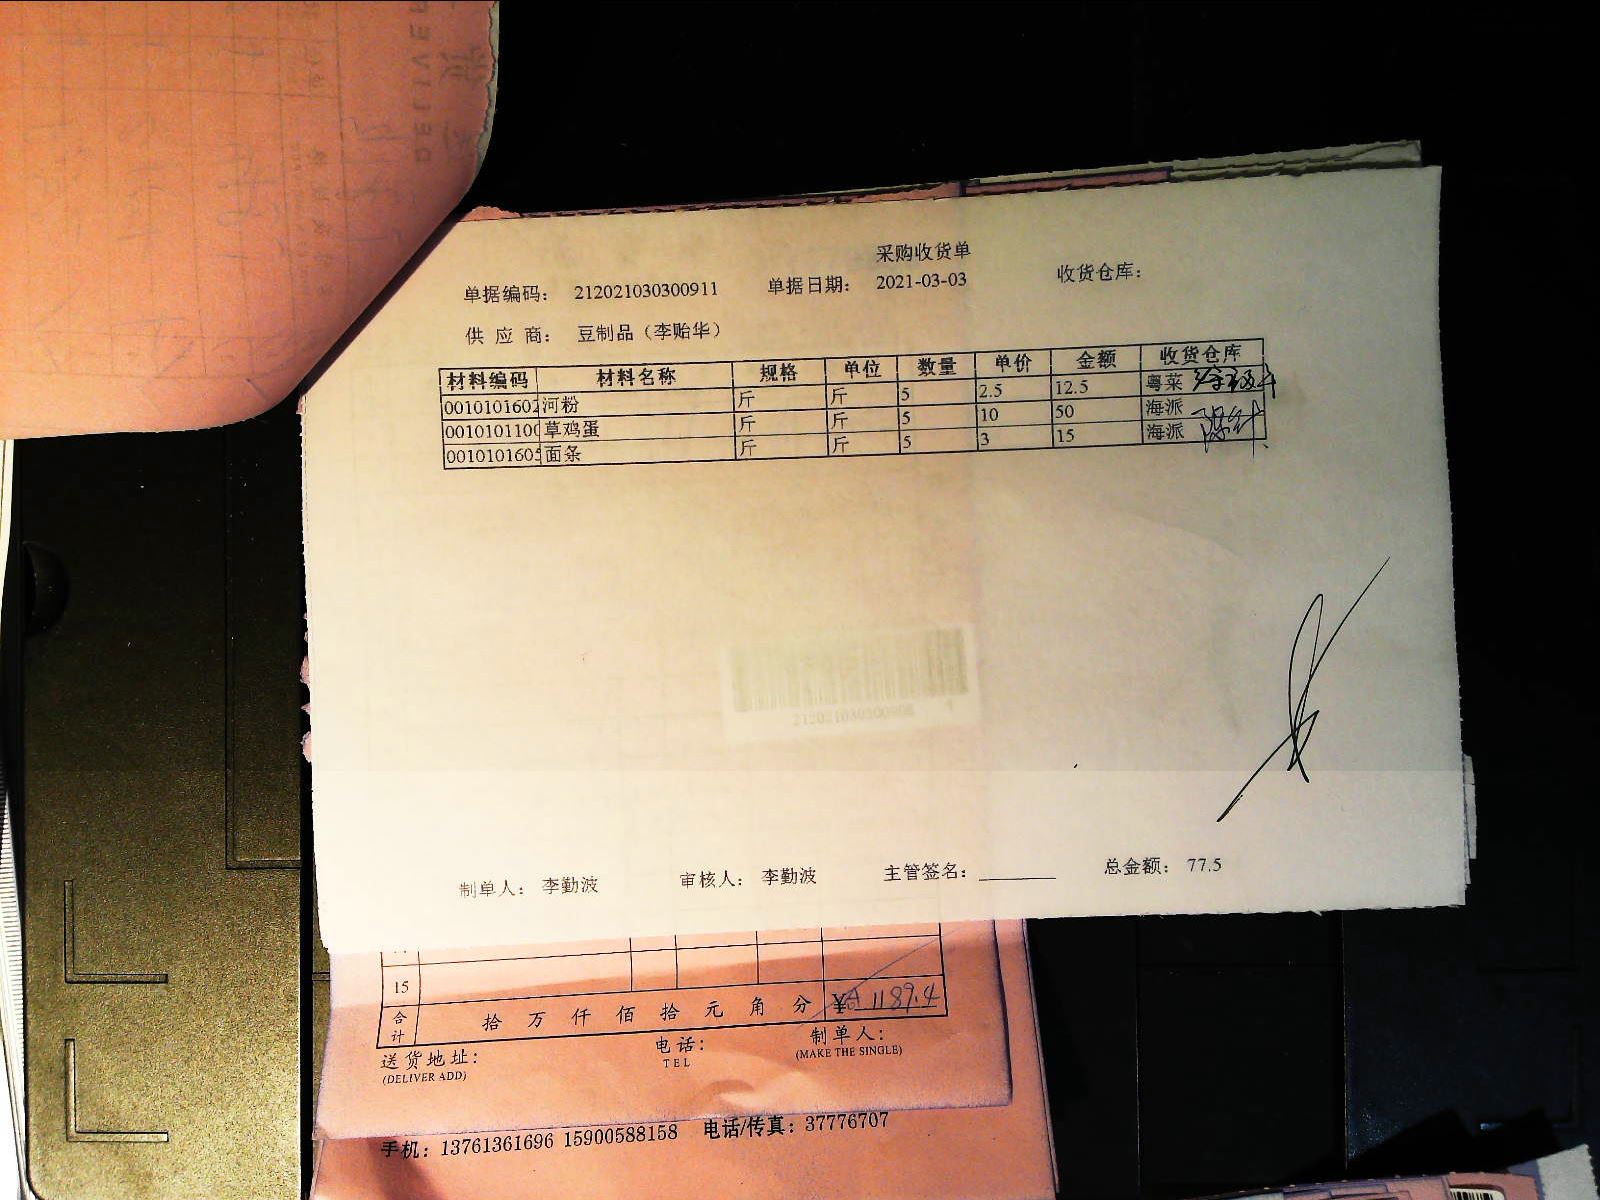 采购收货单
单据编码： 212021030300911 单据日期： 2021-03-03 收货仓库：
供 应 商： 豆制品（李贻华）
材料编码 材料名称 规格 单位 数量 单价 金额 收货仓库
0010101602 河粉 斤 斤 5 2.5 12.5 粤菜
0010101100 草鸡蛋 斤 斤 5 10 50 海派
0010101605 面条 斤 斤 5 3 15 海派
制单人： 李勤波 审核人： 李勤波 主管签名： 总金额： 77.5
15
合计 拾 万 仟 佰 拾 元 角 分 ¥ 1189.4
送货地址： 电话： 制单人：
(DELIVER ADD) TEL (MAKE THE SINGLE)
手机：13761361696 15900588158 电话/传真：37776707